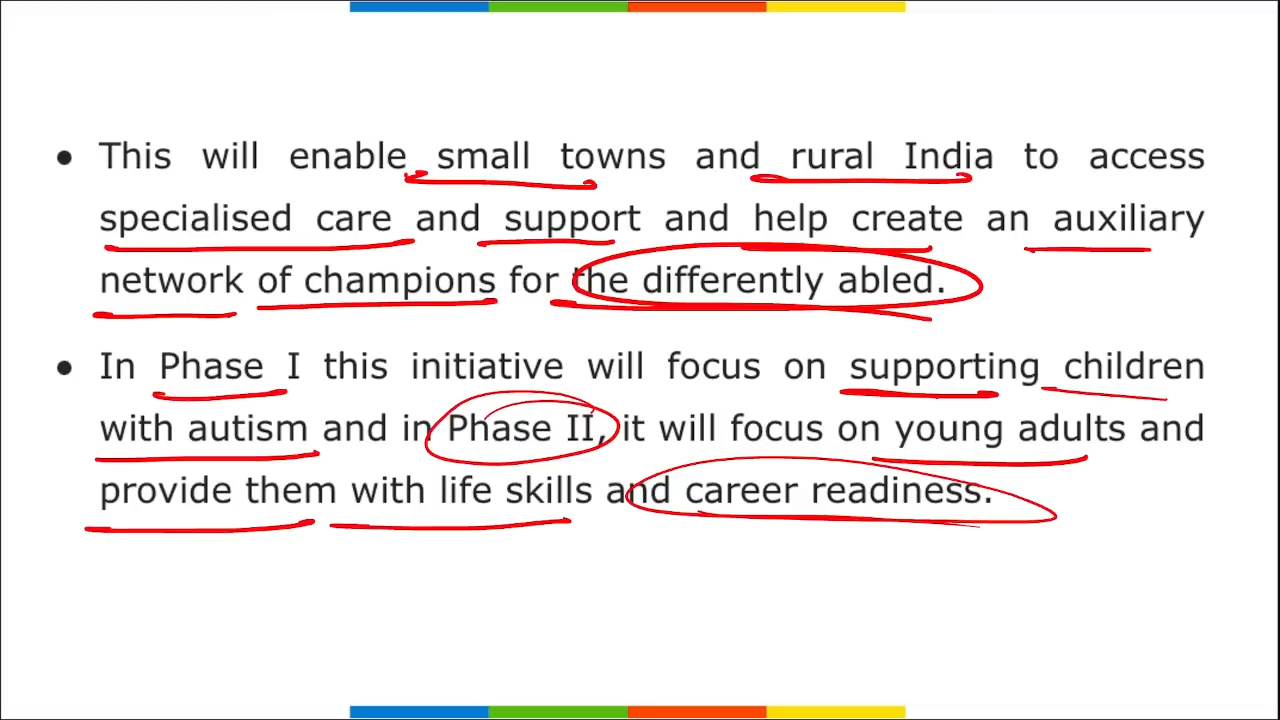 • This will enable small towns and rural India to access
specialised care and support and help create an auxiliary
network of champions for the differently abled.
• In Phase I this initiative will focus on supporting children
with autism and in Phase II, it will focus on young adults and
provide them with life skills and career readiness.